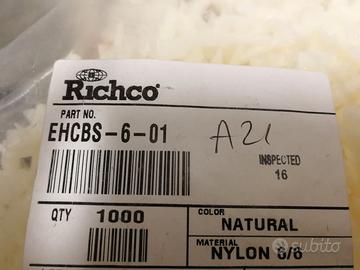 Richco
PART NO.
EHCBS-6-01
A21
INSPECTED
16
QTY 1000
COLOR
NATURAL
MATERIAL
NYLON 6/6
subito